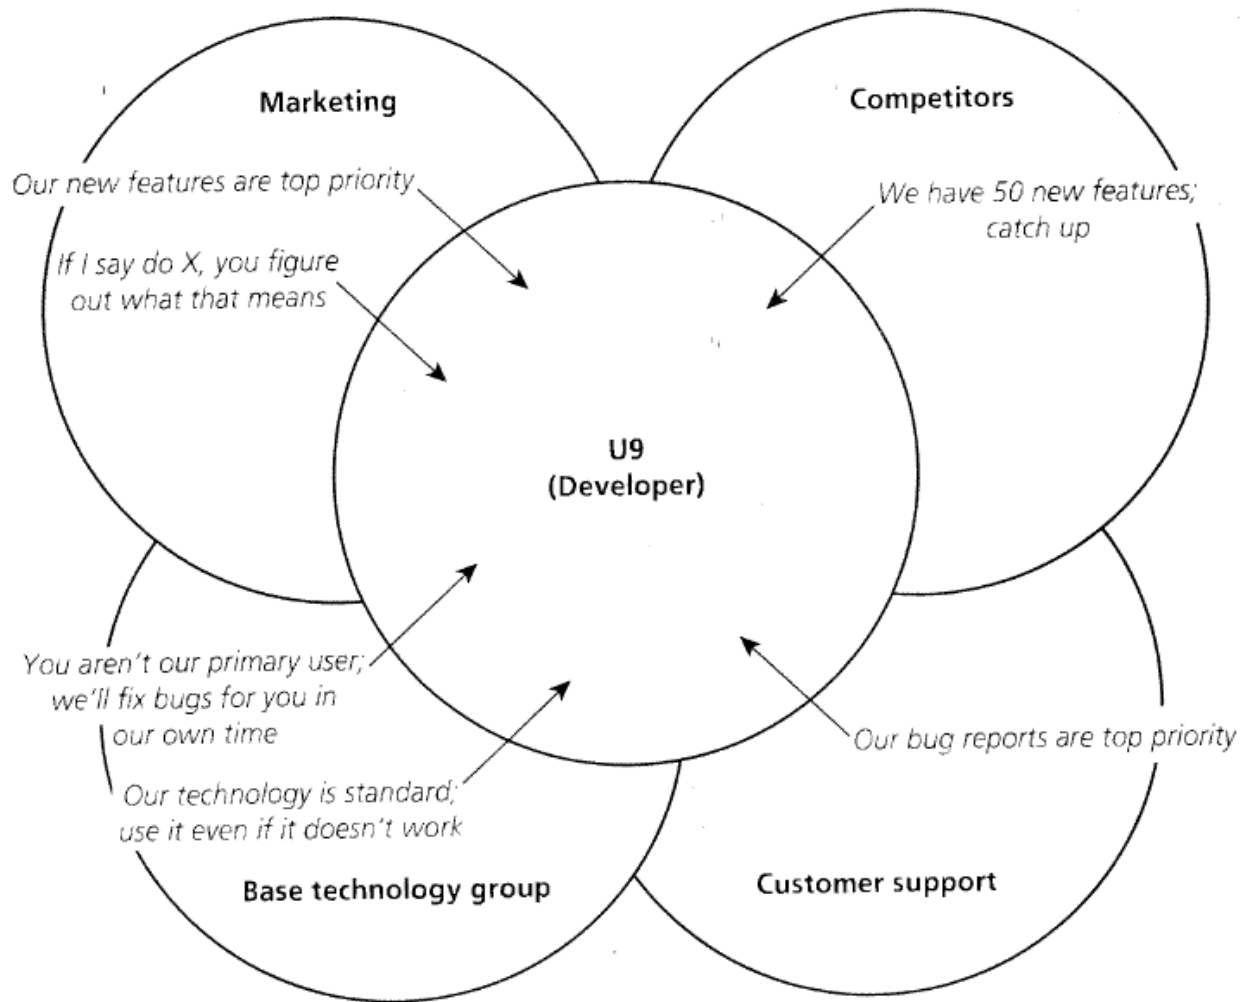 Marketing
Competitors
Our new features are top priority
We have 50 new features;
catch up
If I say do X, you figure
out what that means
U9
(Developer)
You aren't our primary user;
we'll fix bugs for you in
our own time
Our bug reports are top priority
Our technology is standard;
use it even if it doesn't work
Base technology group
Customer support